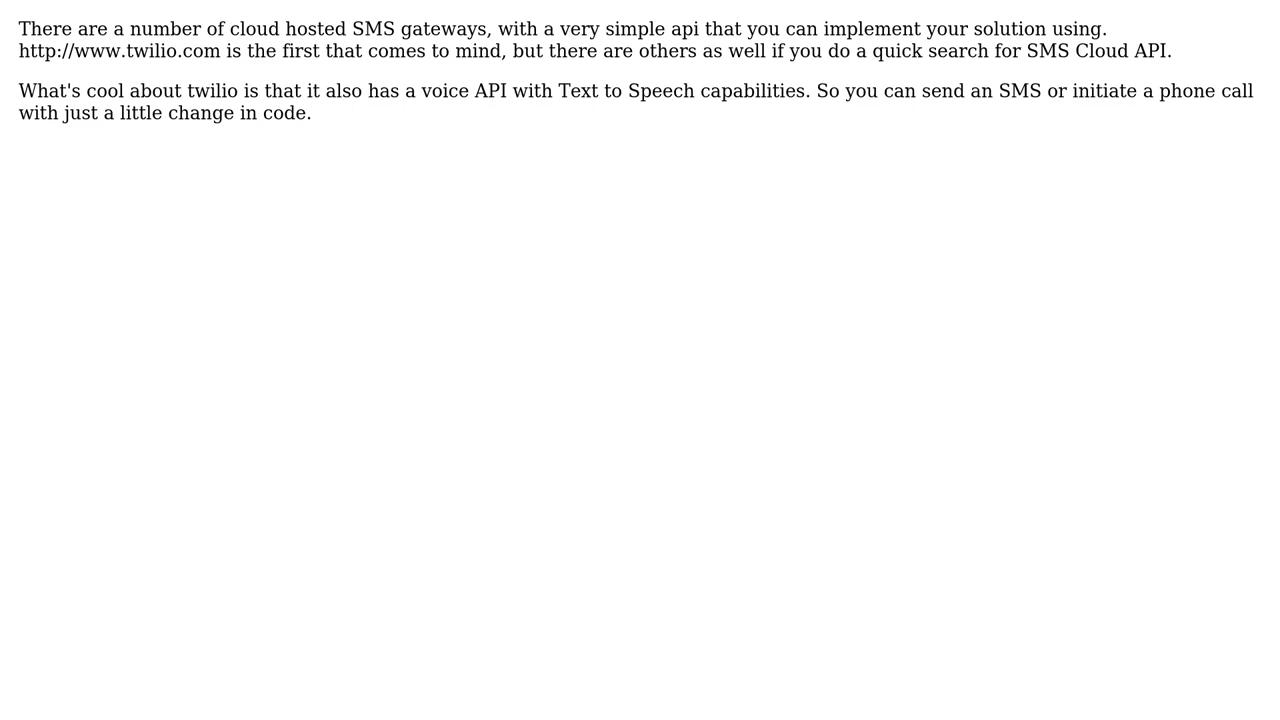 There are a number of cloud hosted SMS gateways, with a very simple api that you can implement your solution using.
http://www.twilio.com is the first that comes to mind, but there are others as well if you do a quick search for SMS Cloud API.
What's cool about twilio is that it also has a voice API with Text to Speech capabilities. So you can send an SMS or initiate a phone call
with just a little change in code.